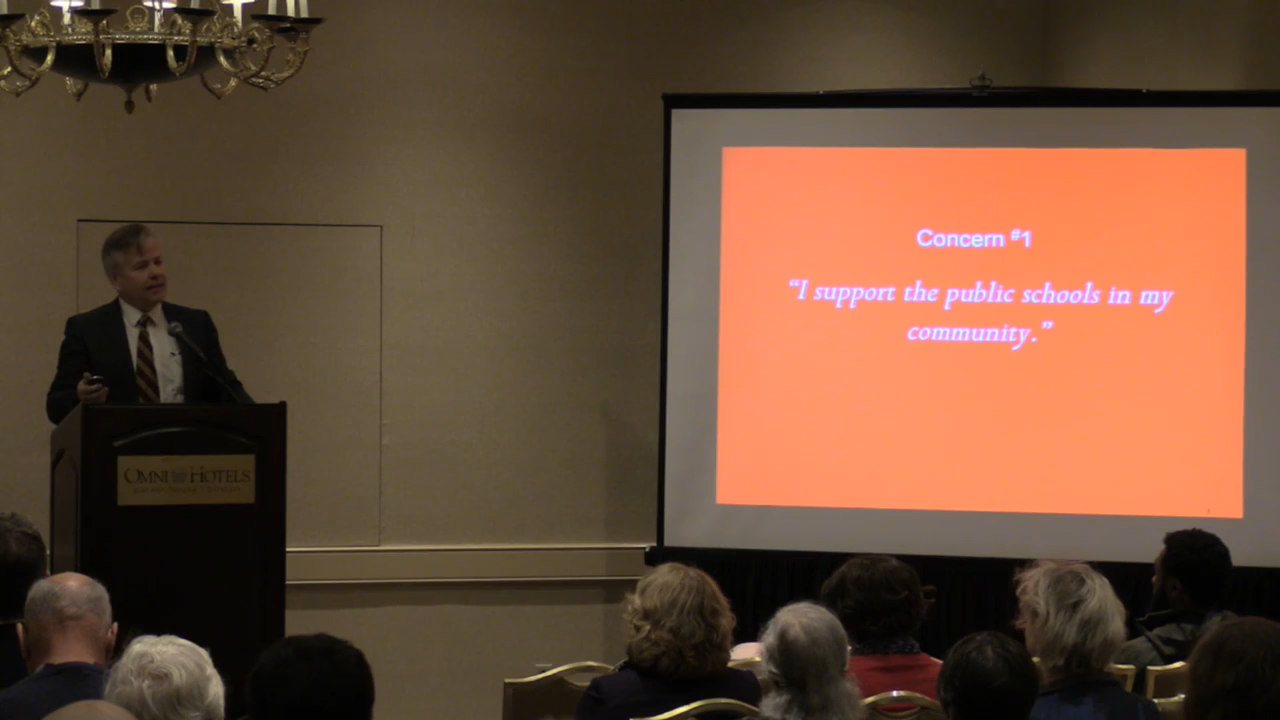 Concern #1
“I support the public schools in my
community.”
OMNI HOTELS